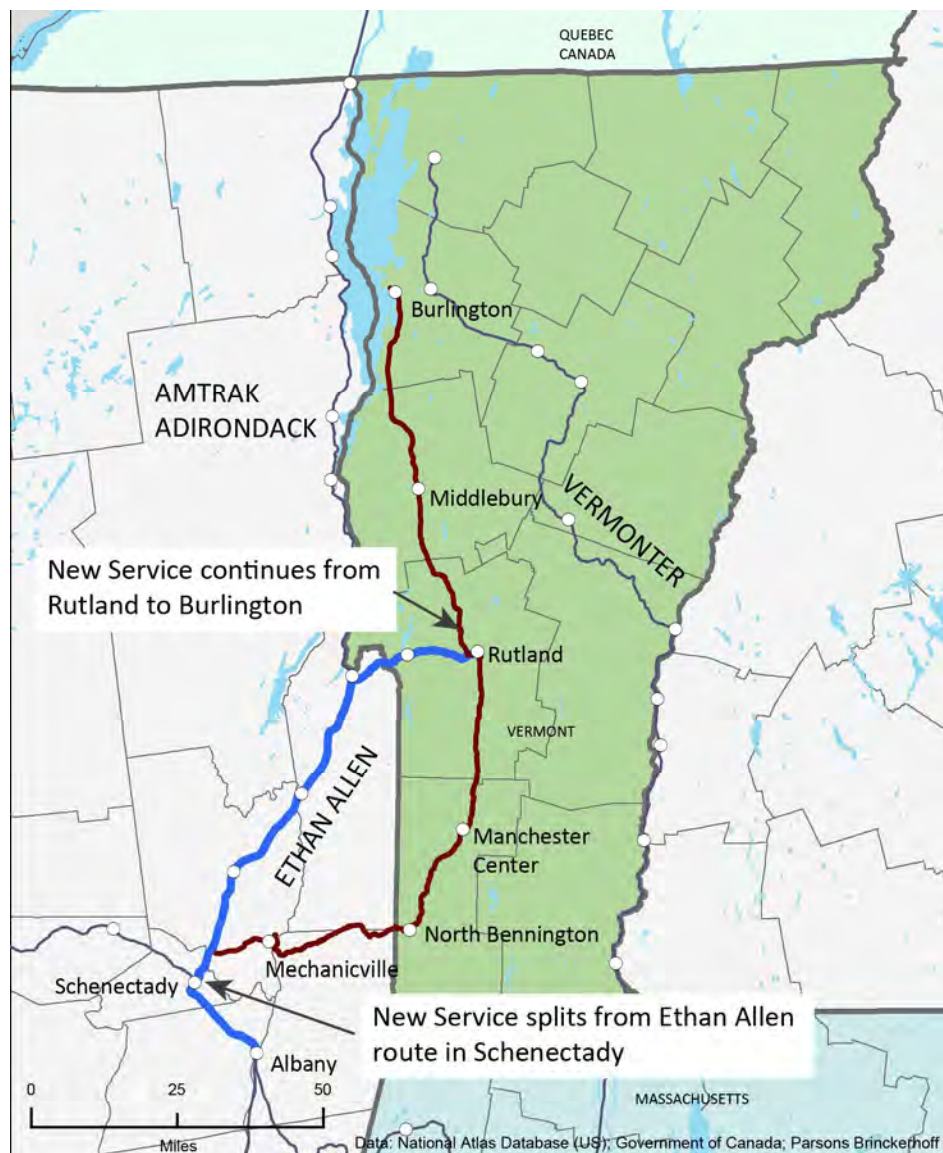 QUEBEC
CANADA
Burlington
AMTRAK
ADIRONDACK
Middlebury
VERMONTER
New Service continues from
Rutland to Burlington
Rutland
VERMONT
ETHAN ALLEN
Manchester
Center
North Bennington
Mechanicville
Schenectady
New Service splits from Ethan Allen
route in Schenectady
Albany
0 25 50
Miles
MASSACHUSETTS
Data: National Atlas Database (US); Government of Canada; Parsons Brinckerhoff